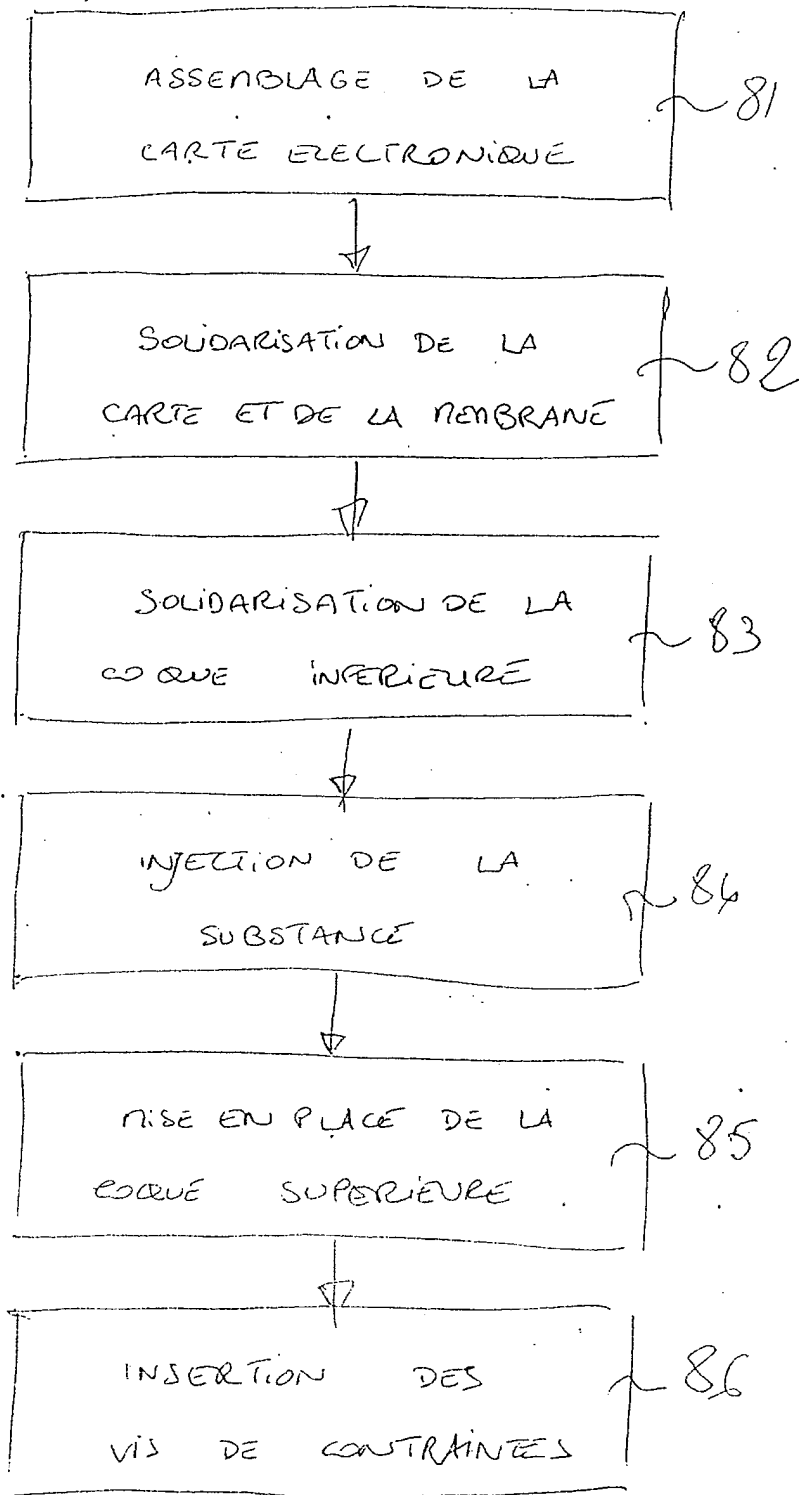 ASSEMBLAGE DE LA
CARTE ELECTRONIQUE
81
SOLIDARISATION DE LA
CARTE ET DE LA MEMBRANE
82
SOLIDARISATION DE LA
COQUE INFERIEURE
83
INJECTION DE LA
SUBSTANCE
84
MISE EN PLACE DE LA
COQUE SUPERIEURE
85
INSERTION DES
VIS DE CONTRAINTES
86